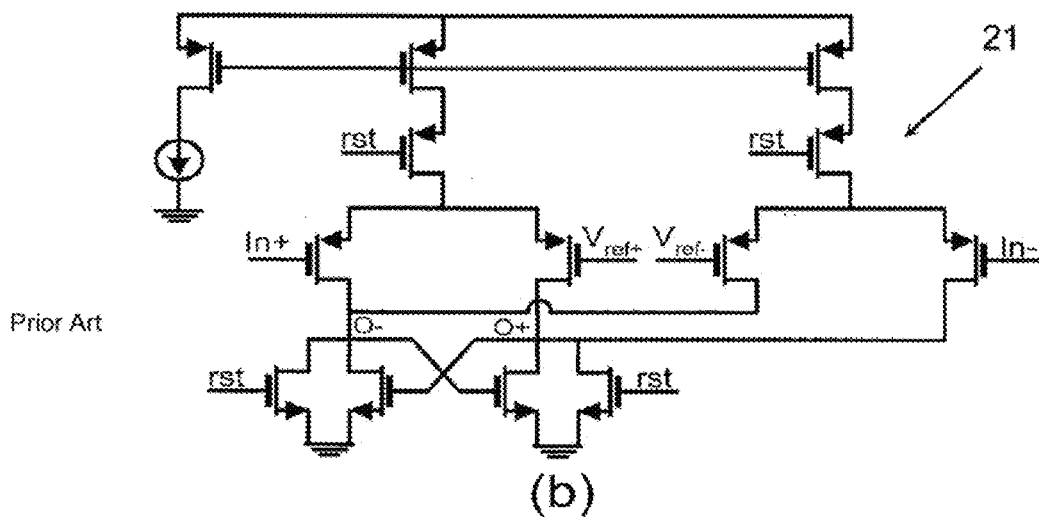 21
rst
rst
In+
Vref+
Vref-
In-
Prior Art
O-
O+
rst
rst
(b)